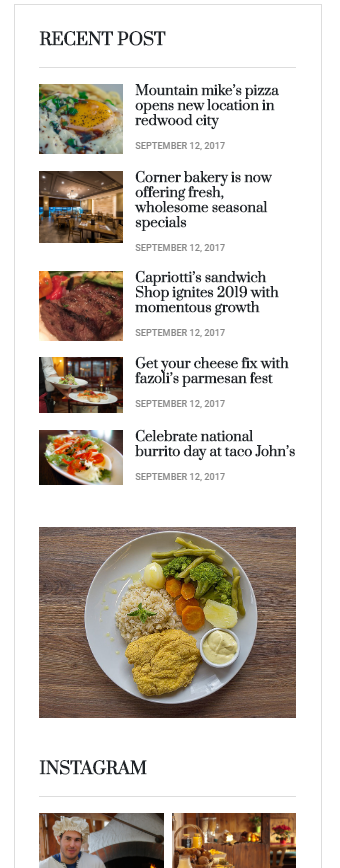 RECENT POST
Mountain mike's pizza
opens new location in
redwood city
SEPTEMBER 12, 2017
Corner bakery is now
offering fresh,
wholesome seasonal
specials
SEPTEMBER 12, 2017
Capriotti's sandwich
Shop ignites 2019 with
momentous growth
SEPTEMBER 12, 2017
Get your cheese fix with
fazoli's parmesan fest
SEPTEMBER 12, 2017
Celebrate national
burrito day at taco John's
SEPTEMBER 12, 2017
INSTAGRAM